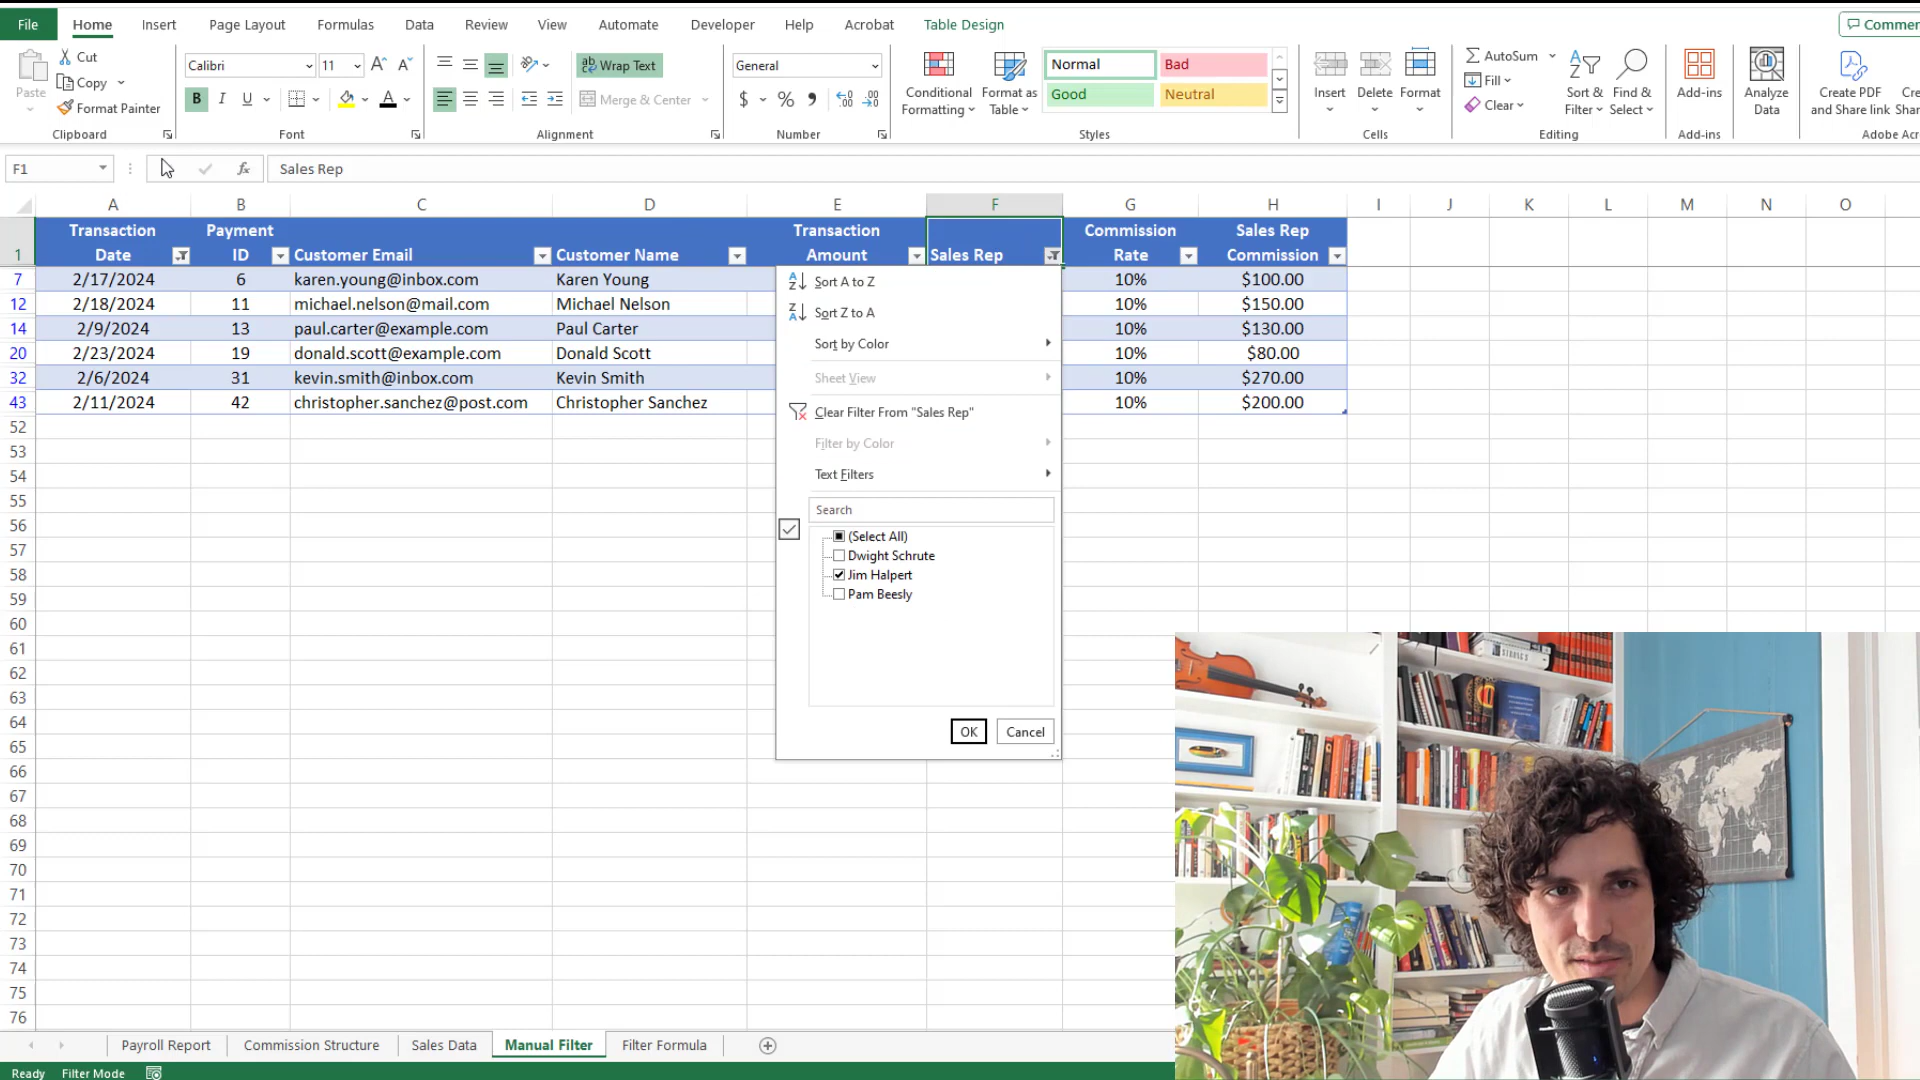 File Home Insert Page Layout Formulas Data Review View Automate Developer Help Acrobat Table Design Commen
Paste Cut Copy Format Painter Clipboard
Calibri 11 A A B I U A Font
ab Wrap Text Merge & Center Alignment
General $ % 9 Number
Conditional Formatting Format as Table Normal Bad Good Neutral Styles
Insert Delete Format Cells
AutoSum Fill Clear Sort & Filter Find & Select Editing
Add-ins Add-ins
Analyze Data
Create PDF and Share link Cre Shar Adobe Acr
F1 fx Sales Rep
A B C D E F G H I J K L M N O
Transaction Payment Transaction Commission Sales Rep
1 Date ID Customer Email Customer Name Amount Sales Rep Rate Commission
7 2/17/2024 6 karen.young@inbox.com Karen Young 10% $100.00
12 2/18/2024 11 michael.nelson@mail.com Michael Nelson 10% $150.00
14 2/9/2024 13 paul.carter@example.com Paul Carter 10% $130.00
20 2/23/2024 19 donald.scott@example.com Donald Scott 10% $80.00
32 2/6/2024 31 kevin.smith@inbox.com Kevin Smith 10% $270.00
43 2/11/2024 42 christopher.sanchez@post.com Christopher Sanchez 10% $200.00
Sort A to Z
Sort Z to A
Sort by Color
Sheet View
Clear Filter From "Sales Rep"
Filter by Color
Text Filters
Search
(Select All)
Dwight Schrute
Jim Halpert
Pam Beesly
OK Cancel
52
53
54
55
56
57
58
59
60
61
62
63
64
65
66
67
68
69
70
71
72
73
74
75
76
Payroll Report Commission Structure Sales Data Manual Filter Filter Formula
Ready Filter Mode